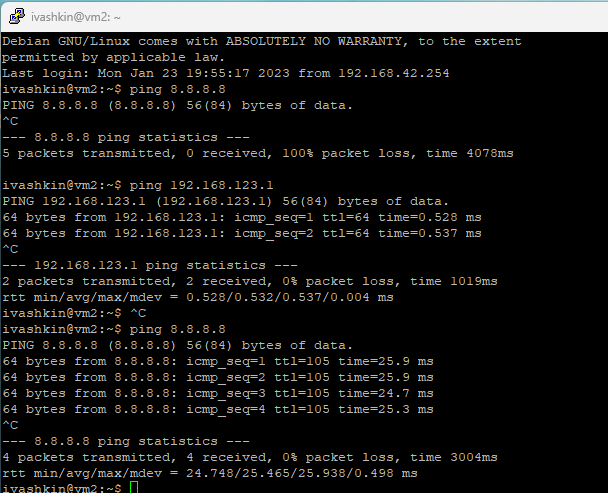 ivashkin@vm2: ~
Debian GNU/Linux comes with ABSOLUTELY NO WARRANTY, to the extent
permitted by applicable law.
Last login: Mon Jan 23 19:55:17 2023 from 192.168.42.254
ivashkin@vm2:~$ ping 8.8.8.8
PING 8.8.8.8 (8.8.8.8) 56(84) bytes of data.
^C
--- 8.8.8.8 ping statistics ---
5 packets transmitted, 0 received, 100% packet loss, time 4078ms

ivashkin@vm2:~$ ping 192.168.123.1
PING 192.168.123.1 (192.168.123.1) 56(84) bytes of data.
64 bytes from 192.168.123.1: icmp_seq=1 ttl=64 time=0.528 ms
64 bytes from 192.168.123.1: icmp_seq=2 ttl=64 time=0.537 ms
^C
--- 192.168.123.1 ping statistics ---
2 packets transmitted, 2 received, 0% packet loss, time 1019ms
rtt min/avg/max/mdev = 0.528/0.532/0.537/0.004 ms
ivashkin@vm2:~$ ^C
ivashkin@vm2:~$ ping 8.8.8.8
PING 8.8.8.8 (8.8.8.8) 56(84) bytes of data.
64 bytes from 8.8.8.8: icmp_seq=1 ttl=105 time=25.9 ms
64 bytes from 8.8.8.8: icmp_seq=2 ttl=105 time=25.9 ms
64 bytes from 8.8.8.8: icmp_seq=3 ttl=105 time=24.7 ms
64 bytes from 8.8.8.8: icmp_seq=4 ttl=105 time=25.3 ms
^C
--- 8.8.8.8 ping statistics ---
4 packets transmitted, 4 received, 0% packet loss, time 3004ms
rtt min/avg/max/mdev = 24.748/25.465/25.938/0.498 ms
ivashkin@vm2:~$